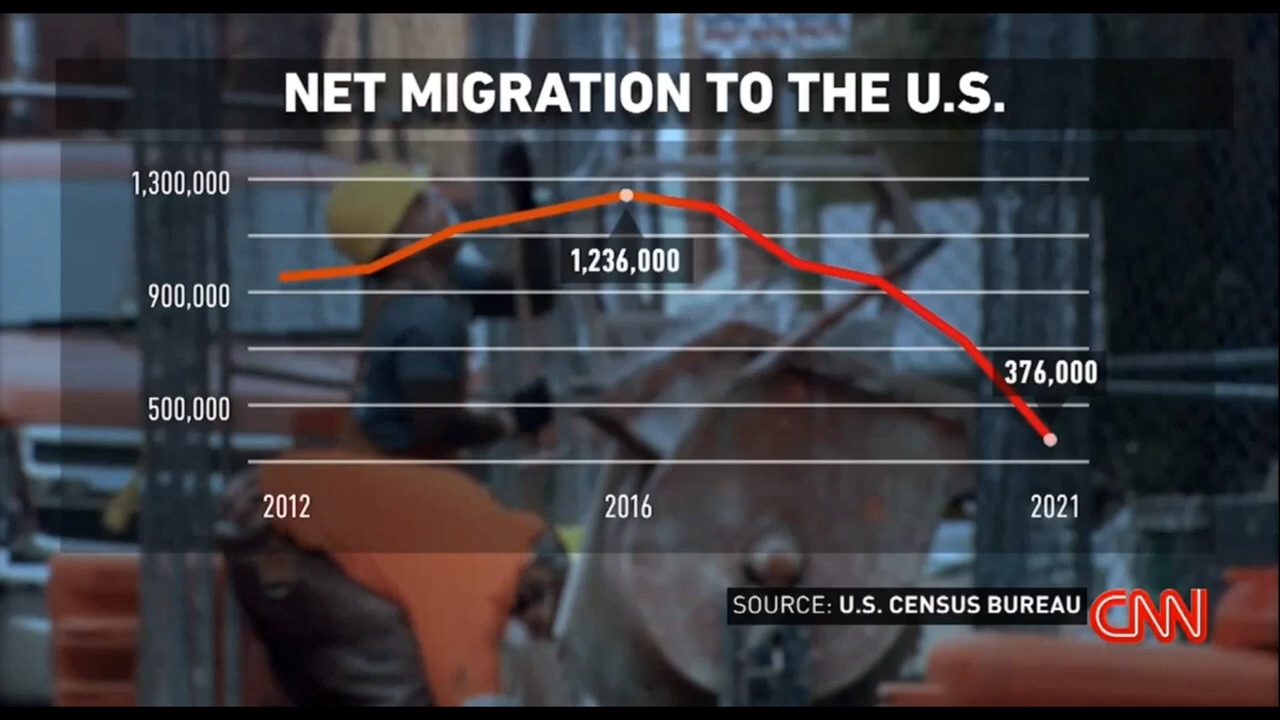 NET MIGRATION TO THE U.S.
1,300,000
1,236,000
900,000
376,000
500,000
2012 2016 2021
SOURCE: U.S. CENSUS BUREAU
CNN